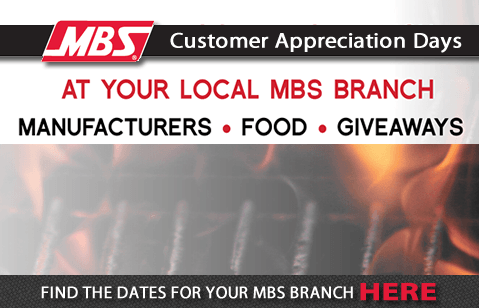 MBS® Customer Appreciation Days
AT YOUR LOCAL MBS BRANCH
MANUFACTURERS • FOOD • GIVEAWAYS
FIND THE DATES FOR YOUR MBS BRANCH HERE